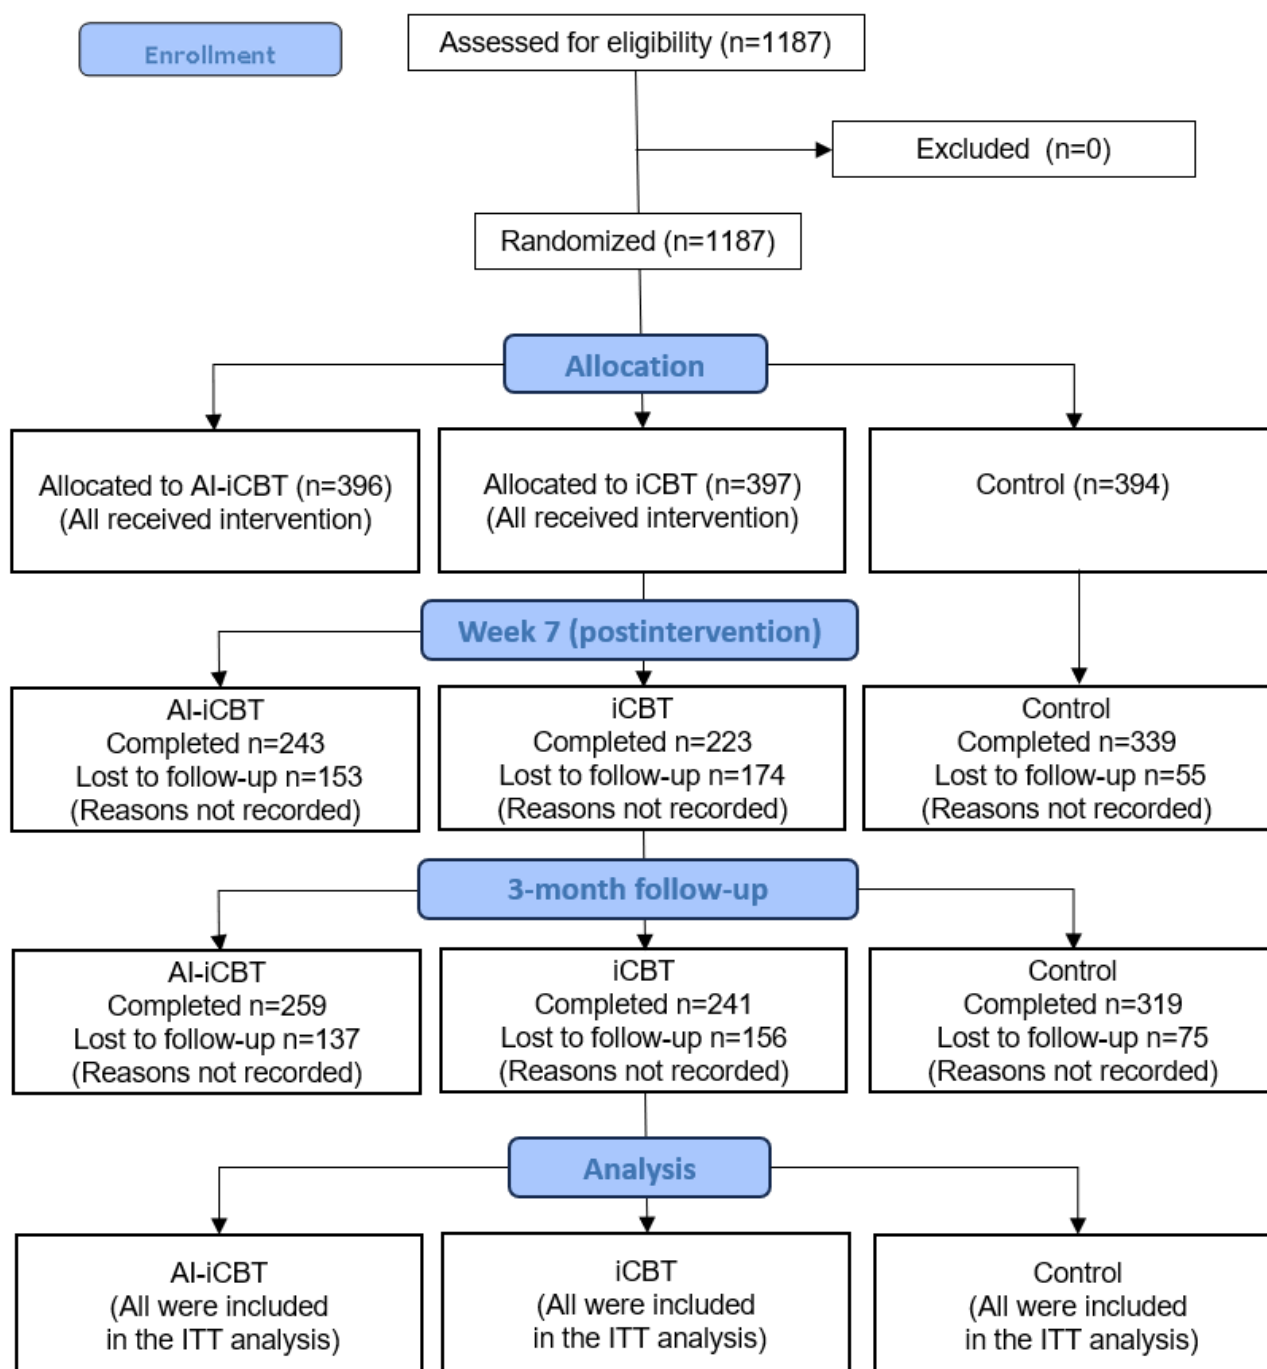 Enrollment
Assessed for eligibility (n=1187)
Excluded (n=0)
Randomized (n=1187)
Allocation
Allocated to AI-iCBT (n=396)
(All received intervention)
Allocated to iCBT (n=397)
(All received intervention)
Control (n=394)
Week 7 (postintervention)
AI-iCBT
Completed n=243
Lost to follow-up n=153
(Reasons not recorded)
iCBT
Completed n=223
Lost to follow-up n=174
(Reasons not recorded)
Control
Completed n=339
Lost to follow-up n=55
(Reasons not recorded)
3-month follow-up
AI-iCBT
Completed n=259
Lost to follow-up n=137
(Reasons not recorded)
iCBT
Completed n=241
Lost to follow-up n=156
(Reasons not recorded)
Control
Completed n=319
Lost to follow-up n=75
(Reasons not recorded)
Analysis
AI-iCBT
(All were included
in the ITT analysis)
iCBT
(All were included
in the ITT analysis)
Control
(All were included
in the ITT analysis)